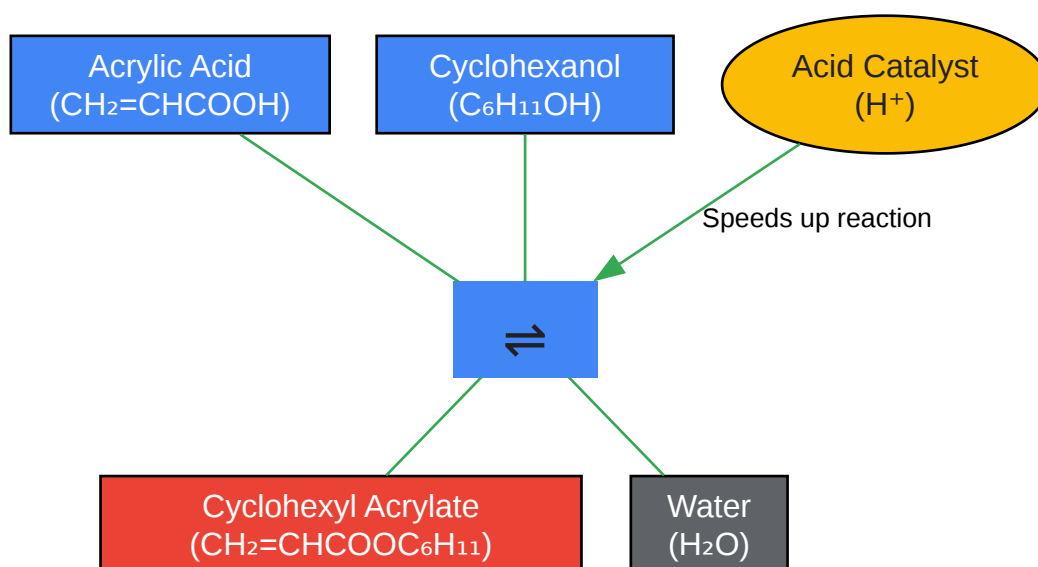 Acrylic Acid
(CH₂=CHCOOH)
Cyclohexanol
(C₆H₁₁OH)
Acid Catalyst
(H⁺)
Speeds up reaction
⇌
Cyclohexyl Acrylate
(CH₂=CHCOOC₆H₁₁)
Water
(H₂O)